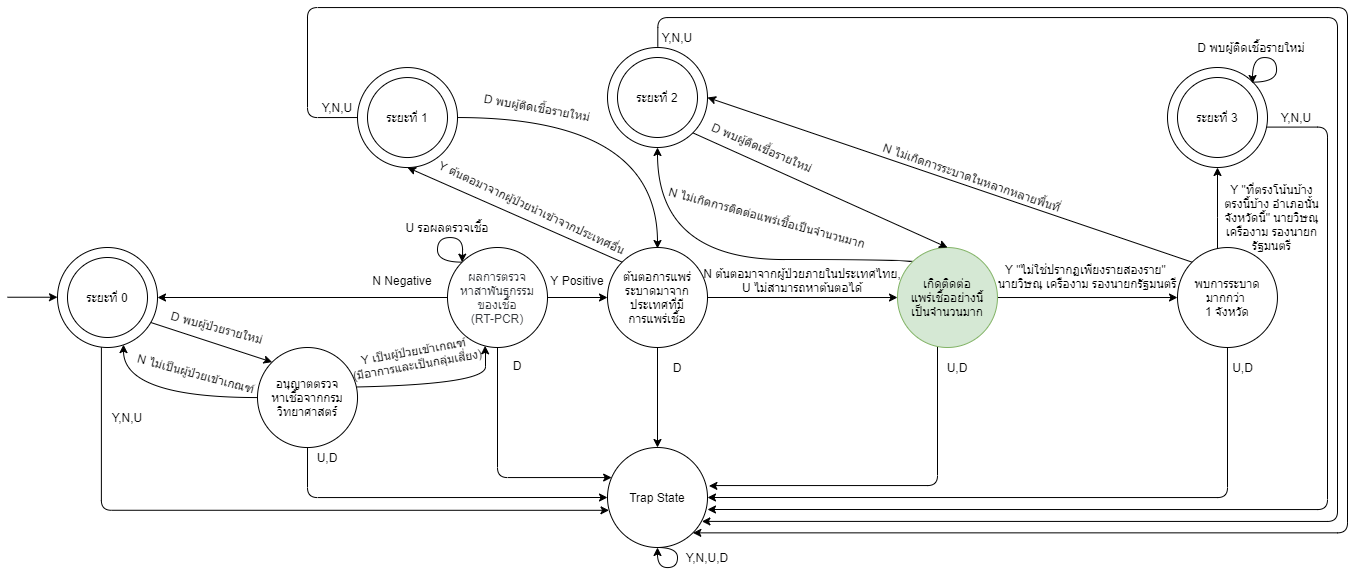 Y,N,U
D พบผู้ติดเชื้อรายใหม่
Y,N,U
ระยะที่ 1
D พบผู้ติดเชื้อรายใหม่
ระยะที่ 2
Y,N,U
ระยะที่ 3
D พบผู้ติดเชื้อรายใหม่
N ไม่เกิดการระบาดในหลากหลายพื้นที่
Y,N,U
Y ต้นตอมาจากผู้ป่วยนำเข้าจากประเทศอื่น
N ไม่เกิดการติดต่อแพร่เชื้อเป็นจำนวนมาก
Y "ที่ตรงโน้นบ้าง
ตรงนี้บ้าง อำเภอนั้น
จังหวัดนี้" นายวิษณุ
เครืองาม รองนายก
รัฐมนตรี
U รอผลตรวจเชื้อ
N Negative
ผลการตรวจ
หาสาพันธุกรรม
ของเชื้อ
(RT-PCR)
Y Positive
ต้นตอการแพร่
ระบาดมาจาก
ประเทศที่มี
การแพร่เชื้อ
N ต้นตอมาจากผู้ป่วยภายในประเทศไทย,
U ไม่สามารถหาต้นตอได้
เกิดติดต่อ
แพร่เชื้ออย่างนี้
เป็นจำนวนมาก
Y "ไม่ใช่ปรากฏเพียงรายสองราย"
นายวิษณุ เครืองาม รองนายกรัฐมนตรี
พบการระบาด
มากกว่า
1 จังหวัด
ระยะที่ 0
D พบผู้ป่วยรายใหม่
N ไม่เป็นผู้ป่วยเข้าเกณฑ์
Y เป็นผู้ป่วยเข้าเกณฑ์
(มีอาการและเป็นกลุ่มเสี่ยง)
D
D
U,D
U,D
อนุญาตตรวจ
หาเชื้อจากกรม
วิทยาศาสตร์
Y,N,U
U,D
Trap State
Y,N,U,D